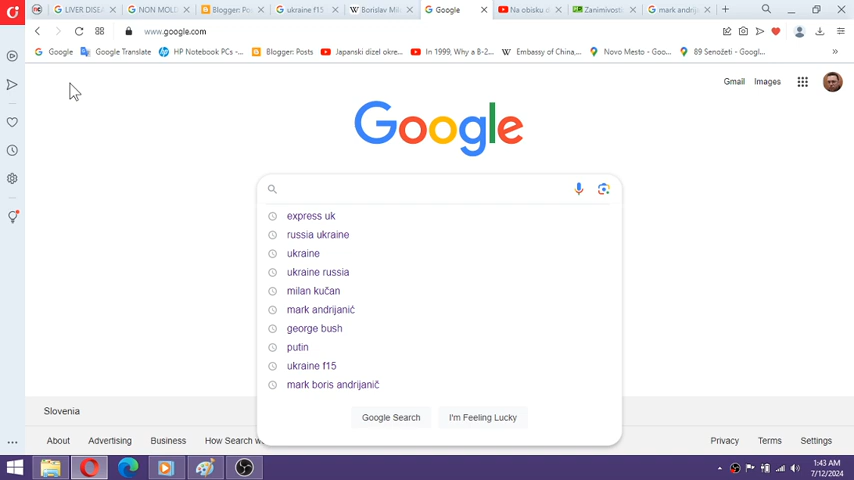 LIVER DISEA
NON MOLD
Blogger: Po
ukraine f15
Borislav Mil
Google
Na obisku d
Zanimivosti
mark andrij
www.google.com
Google
Google Translate
HP Notebook PCs -...
Blogger: Posts
Japanski dizel okre...
In 1999, Why a B-2...
Embassy of China,...
Novo Mesto - Goo...
89 Senožeti - Googl...
Gmail
Images
Google
express uk
russia ukraine
ukraine
ukraine russia
milan kučan
mark andrijanić
george bush
putin
ukraine f15
mark boris andrijanič
Google Search
I'm Feeling Lucky
Slovenia
About
Advertising
Business
How Search w
Privacy
Terms
Settings
1:43 AM
7/12/2024